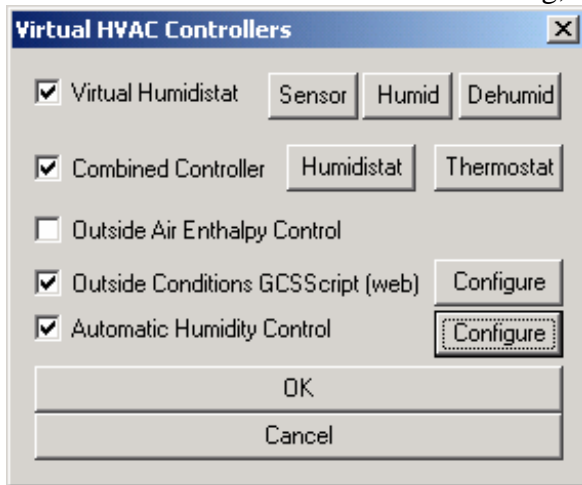 Virtual HVAC Controllers
Virtual Humidistat Sensor Humid Dehumid
Combined Controller Humidistat Thermostat
Outside Air Enthalpy Control
Outside Conditions GCSScript (web) Configure
Automatic Humidity Control Configure
OK
Cancel